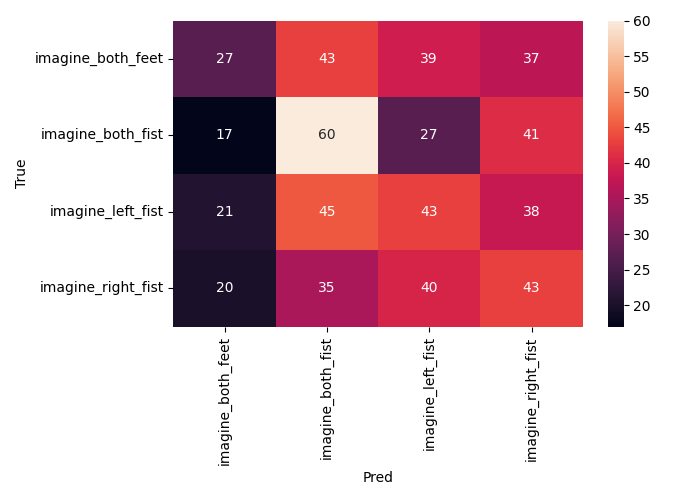 imagine_both_feet 27 43 39 37
imagine_both_fist 17 60 27 41
imagine_left_fist 21 45 43 38
imagine_right_fist 20 35 40 43
True
imagine_both_feet
imagine_both_fist
imagine_left_fist
imagine_right_fist
Pred
60
55
50
45
40
35
30
25
20